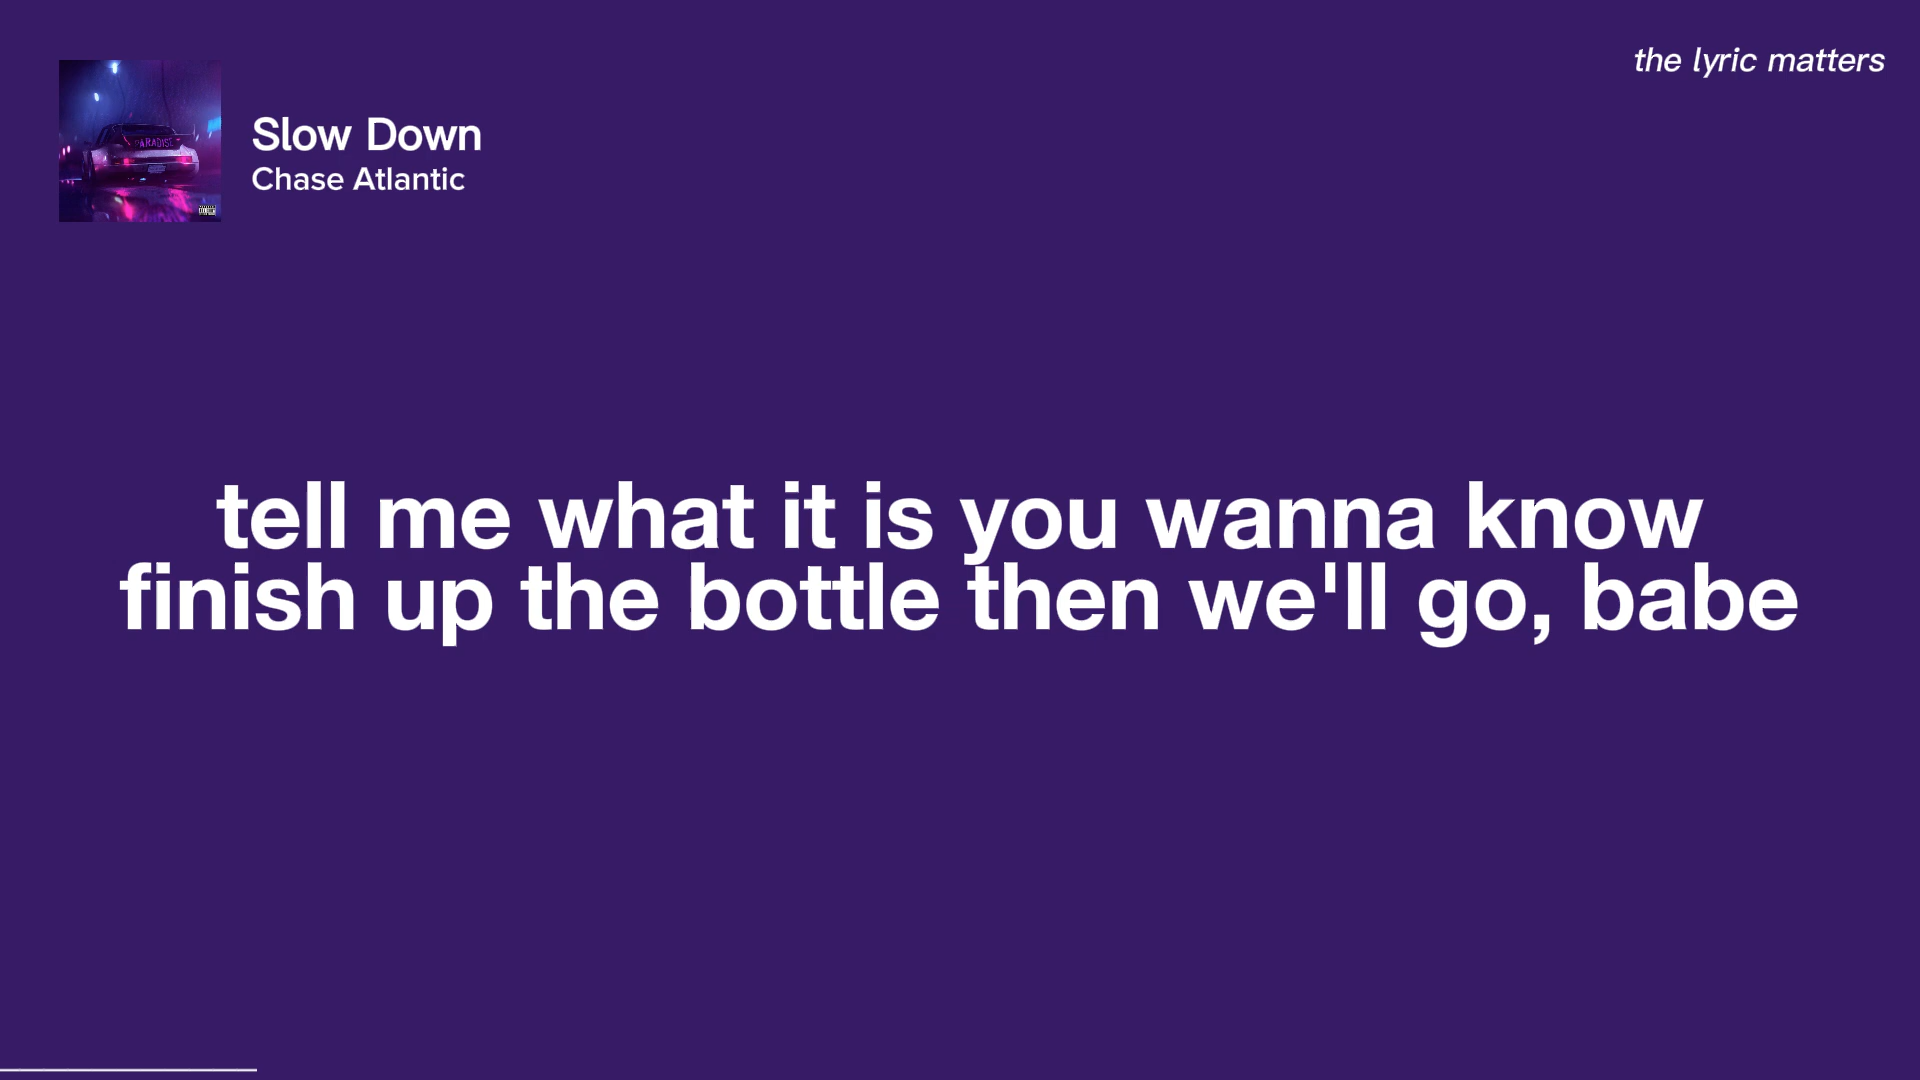 the lyric matters
PARADISE
Slow Down
Chase Atlantic
tell me what it is you wanna know
finish up the bottle then we'll go, babe